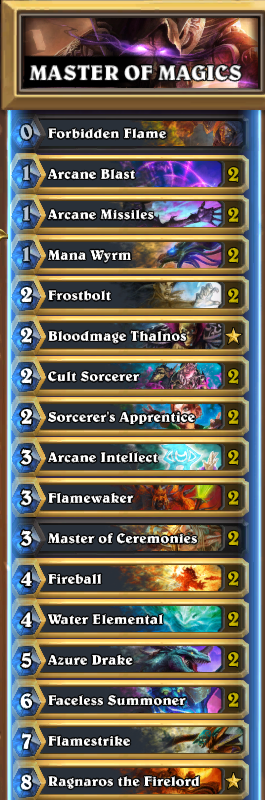 MASTER OF MAGICS
0 Forbidden Flame
1 Arcane Blast 2
1 Arcane Missiles 2
1 Mana Wyrm 2
2 Frostbolt 2
2 Bloodmage Thalnos
2 Cult Sorcerer 2
2 Sorcerer's Apprentice 2
3 Arcane Intellect 2
3 Flamewaker 2
3 Master of Ceremonies 2
4 Fireball 2
4 Water Elemental 2
5 Azure Drake 2
6 Faceless Summoner 2
7 Flamestrike
8 Ragnaros the Firelord